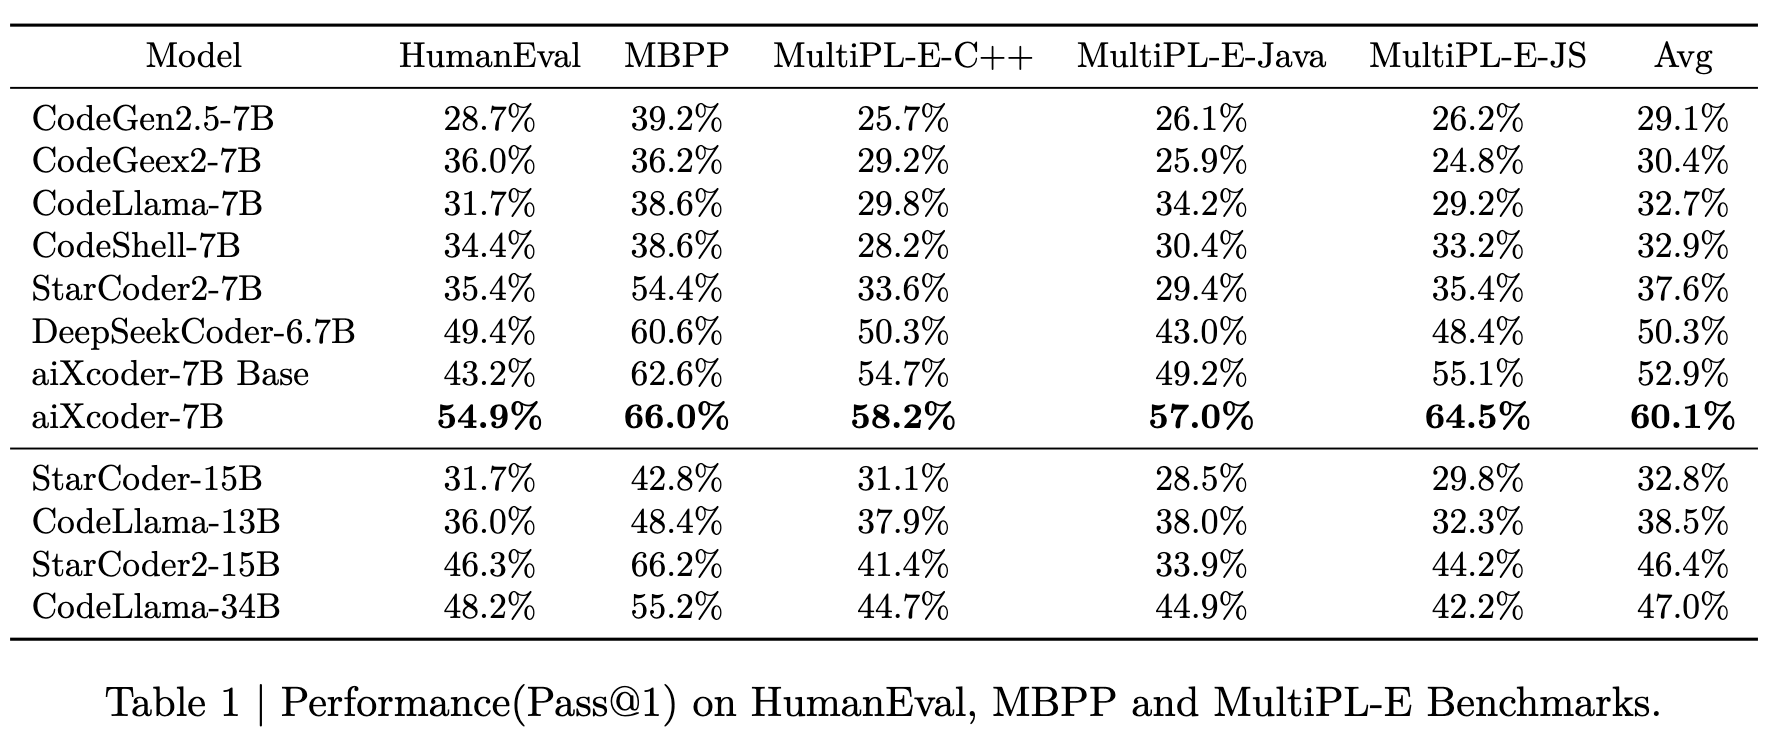 Model HumanEval MBPP MultiPL-E-C++ MultiPL-E-Java MultiPL-E-JS Avg
CodeGen2.5-7B 28.7% 39.2% 25.7% 26.1% 26.2% 29.1%
CodeGeex2-7B 36.0% 36.2% 29.2% 25.9% 24.8% 30.4%
CodeLlama-7B 31.7% 38.6% 29.8% 34.2% 29.2% 32.7%
CodeShell-7B 34.4% 38.6% 28.2% 30.4% 33.2% 32.9%
StarCoder2-7B 35.4% 54.4% 33.6% 29.4% 35.4% 37.6%
DeepSeekCoder-6.7B 49.4% 60.6% 50.3% 43.0% 48.4% 50.3%
aiXcoder-7B Base 43.2% 62.6% 54.7% 49.2% 55.1% 52.9%
aiXcoder-7B 54.9% 66.0% 58.2% 57.0% 64.5% 60.1%
StarCoder-15B 31.7% 42.8% 31.1% 28.5% 29.8% 32.8%
CodeLlama-13B 36.0% 48.4% 37.9% 38.0% 32.3% 38.5%
StarCoder2-15B 46.3% 66.2% 41.4% 33.9% 44.2% 46.4%
CodeLlama-34B 48.2% 55.2% 44.7% 44.9% 42.2% 47.0%
Table 1 | Performance(Pass@1) on HumanEval, MBPP and MultiPL-E Benchmarks.